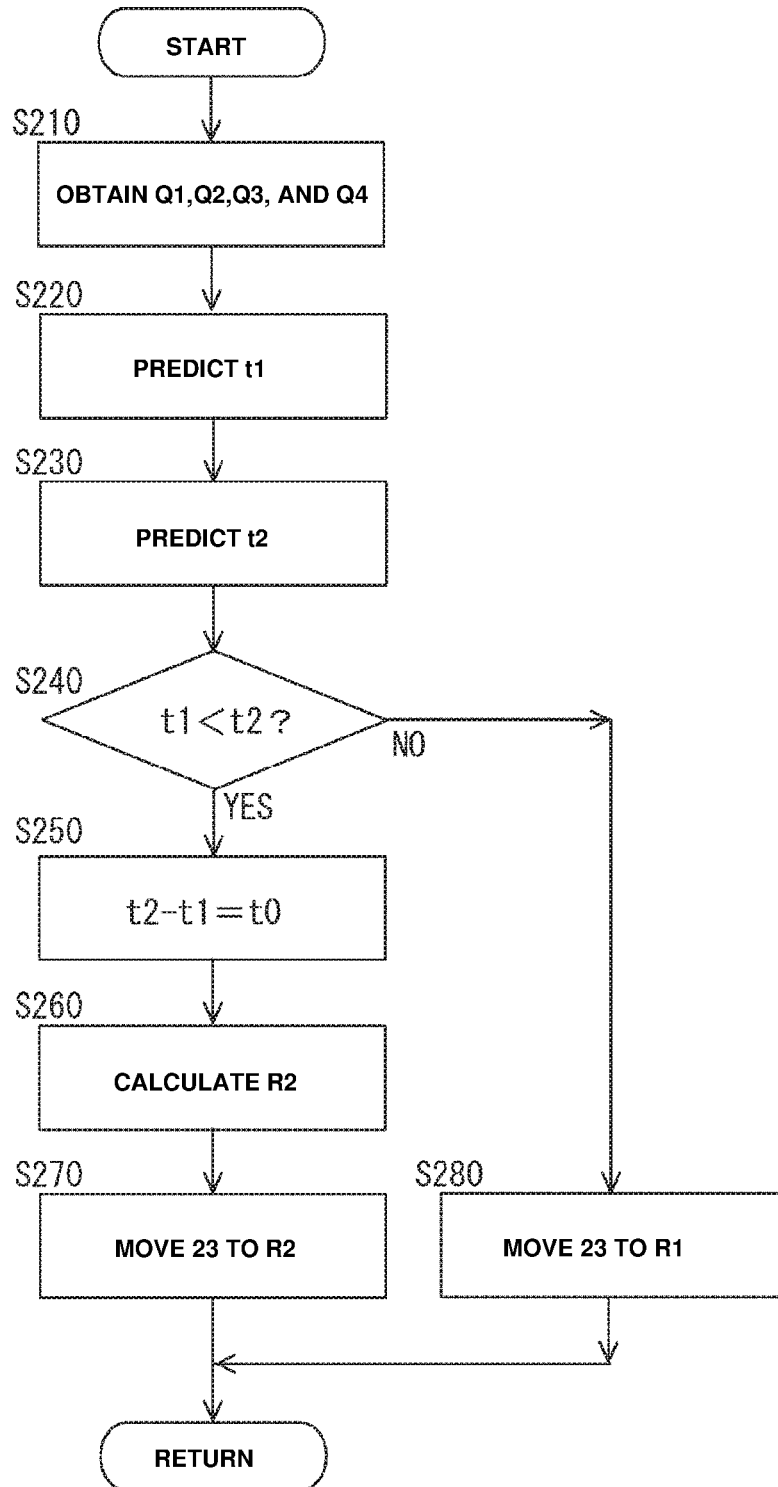 START
S210
OBTAIN Q1,Q2,Q3, AND Q4
S220
PREDICT t1
S230
PREDICT t2
S240
t1<t2?
NO
YES
S250
t2-t1=t0
S260
CALCULATE R2
S270
MOVE 23 TO R2
S280
MOVE 23 TO R1
RETURN